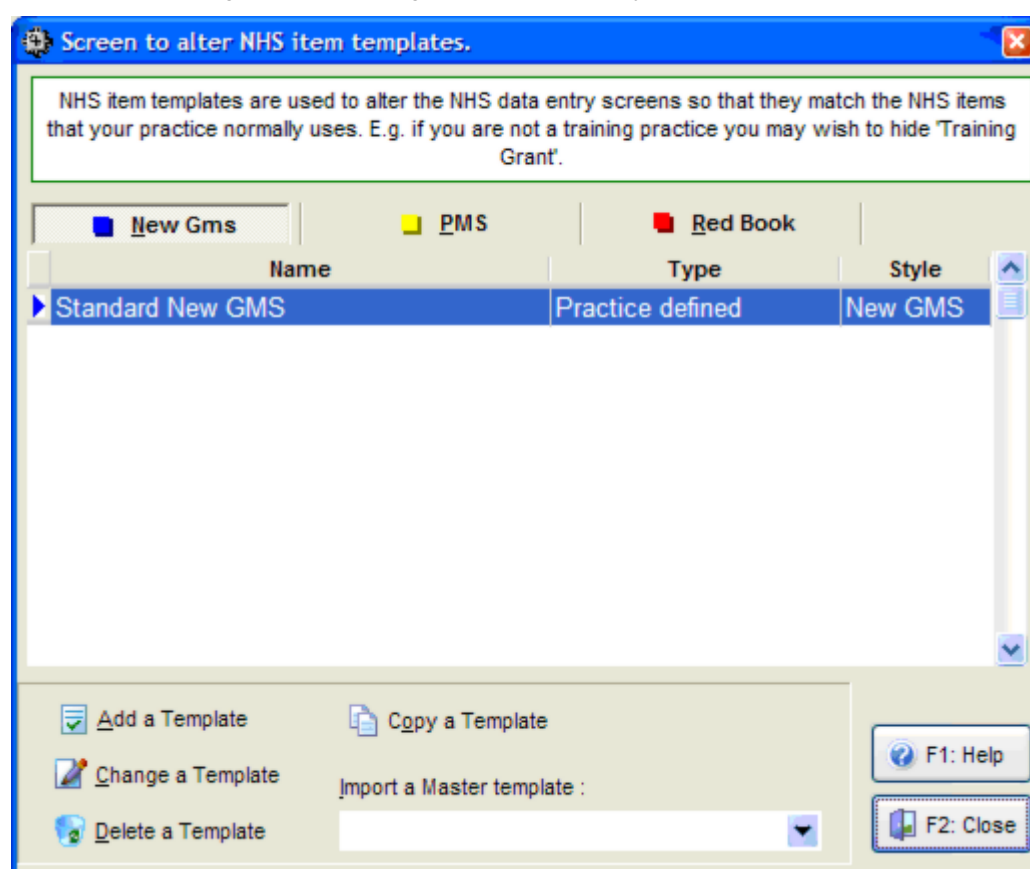 Screen to alter NHS item templates.
NHS item templates are used to alter the NHS data entry screens so that they match the NHS items
that your practice normally uses. E.g. if you are not a training practice you may wish to hide 'Training
Grant'.
New Gms PMS Red Book
Name Type Style
Standard New GMS Practice defined New GMS
Add a Template Copy a Template
Change a Template
Import a Master template :
Delete a Template
F1: Help
F2: Close